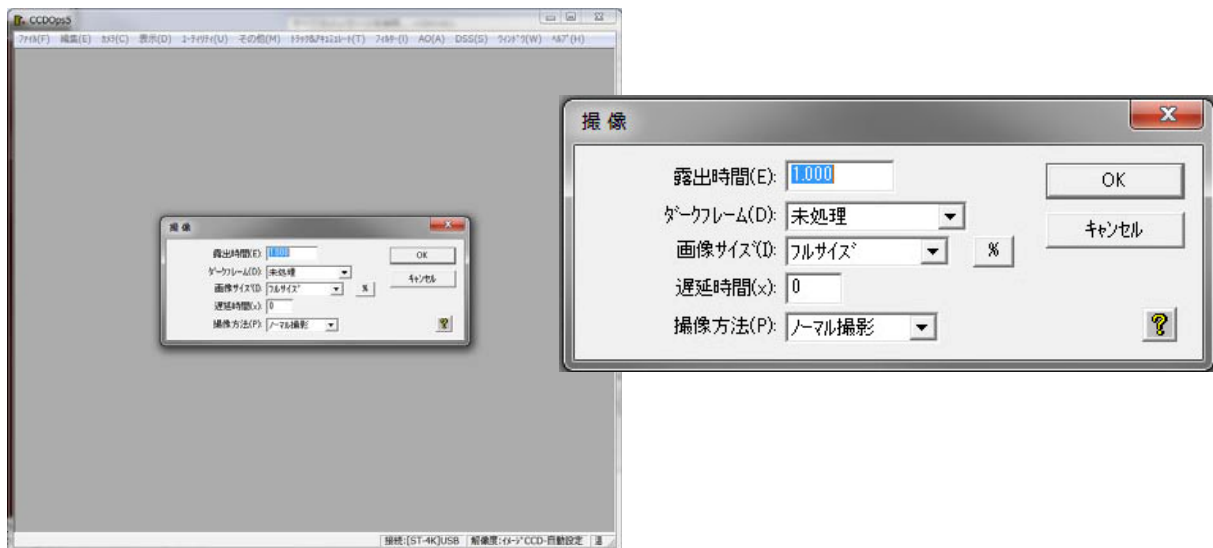 CCDOps5
ファイル(F) 編集(E) カメラ(C) 表示(D) ユーティリティ(U) その他(M) トラック&アキュミュレート(T) フィルター(I) AO(A) DSS(S) ウインドウ(W) ヘルプ(H)
撮 像
露出時間(E): 1.000
OK
ダークフレーム(D): 未処理
キャンセル
画像サイズ(I): フルサイズ %
遅延時間(x): 0
撮像方法(P): ノーマル撮影
接続:[ST-4K]USB 解像度:イメージCCD-自動設定 温
撮 像
露出時間(E): 1.000
OK
ダークフレーム(D): 未処理
キャンセル
画像サイズ(I): フルサイズ %
遅延時間(x): 0
撮像方法(P): ノーマル撮影